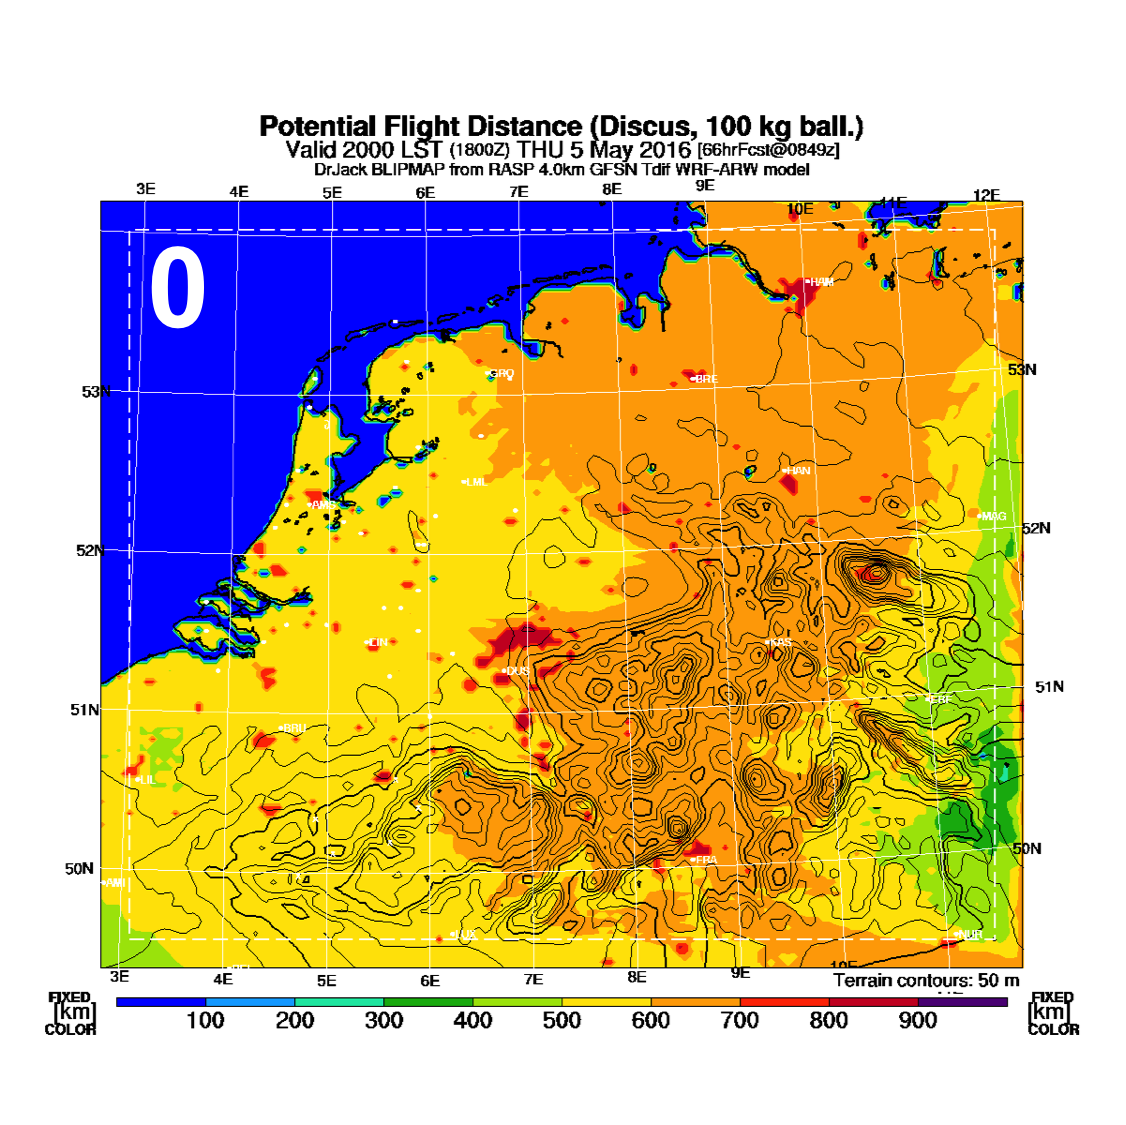 Potential Flight Distance (Discus, 100 kg ball.)
Valid 2000 LST (1800Z) THU 5 May 2016 [66hrFcst@0849z]
DrJack BLIPMAP from RASP 4.0km GFSN Tdif WRF-ARW model
3E 4E 5E 6E 7E 8E 9E 10E 11E 12E
0
HAM
53N GRO BRE 53N
HAN
LML
AMS MAG
52N 52N
EIN KAS
DUS
51N 51N
BRU
LIL
50N FRA 50N
AMI
LUX NUR
3E 4E 5E 6E 7E 8E 9E 10E
Terrain contours: 50 m
FIXED [km] COLOR
100 200 300 400 500 600 700 800 900
FIXED [km] COLOR